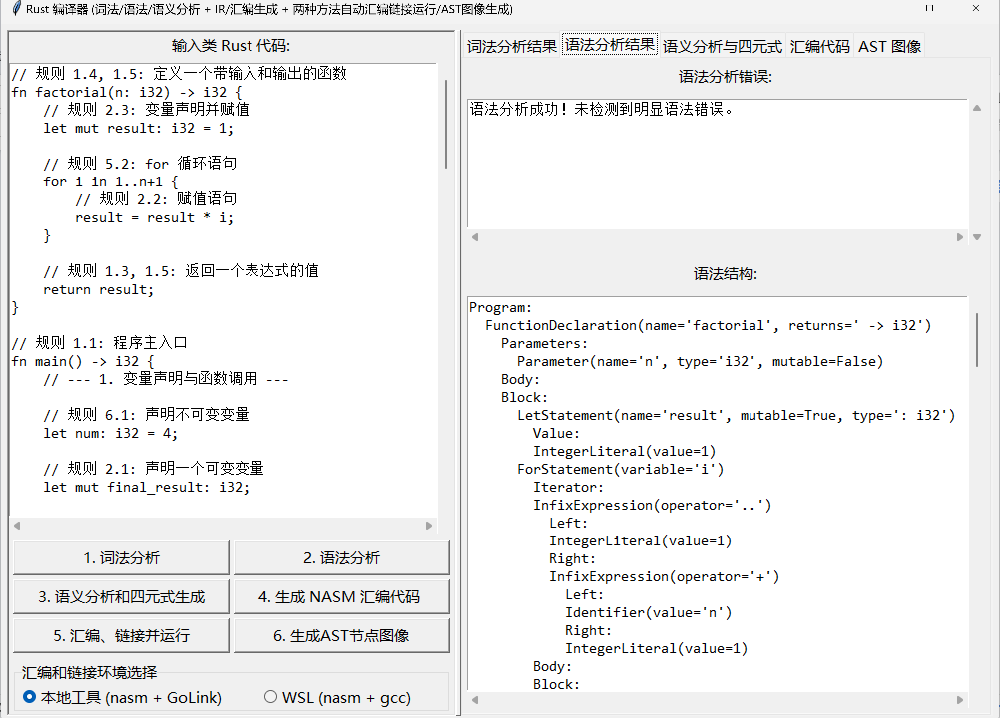 Rust 编译器 (词法/语法/语义分析 + IR/汇编生成 + 两种方法自动汇编链接运行/AST图像生成)
输入类 Rust 代码:
// 规则 1.4, 1.5: 定义一个带输入和输出的函数
fn factorial(n: i32) -> i32 {
    // 规则 2.3: 变量声明并赋值
    let mut result: i32 = 1;

    // 规则 5.2: for 循环语句
    for i in 1..n+1 {
        // 规则 2.2: 赋值语句
        result = result * i;
    }

    // 规则 1.3, 1.5: 返回一个表达式的值
    return result;
}

// 规则 1.1: 程序主入口
fn main() -> i32 {
    // --- 1. 变量声明与函数调用 ---

    // 规则 6.1: 声明不可变变量
    let num: i32 = 4;

    // 规则 2.1: 声明一个可变变量
    let mut final_result: i32;
1. 词法分析
2. 语法分析
3. 语义分析和四元式生成
4. 生成 NASM 汇编代码
5. 汇编、链接并运行
6. 生成AST节点图像
汇编和链接环境选择
本地工具 (nasm + GoLink)
WSL (nasm + gcc)
词法分析结果
语法分析结果
语义分析与四元式
汇编代码
AST 图像
语法分析错误:
语法分析成功! 未检测到明显语法错误。
语法结构:
Program:
  FunctionDeclaration(name='factorial', returns=' -> i32')
    Parameters:
      Parameter(name='n', type='i32', mutable=False)
    Body:
    Block:
      LetStatement(name='result', mutable=True, type=': i32')
        Value:
        IntegerLiteral(value=1)
      ForStatement(variable='i')
        Iterator:
        InfixExpression(operator='..')
          Left:
          IntegerLiteral(value=1)
          Right:
          InfixExpression(operator='+')
            Left:
            Identifier(value='n')
            Right:
            IntegerLiteral(value=1)
        Body:
        Block: